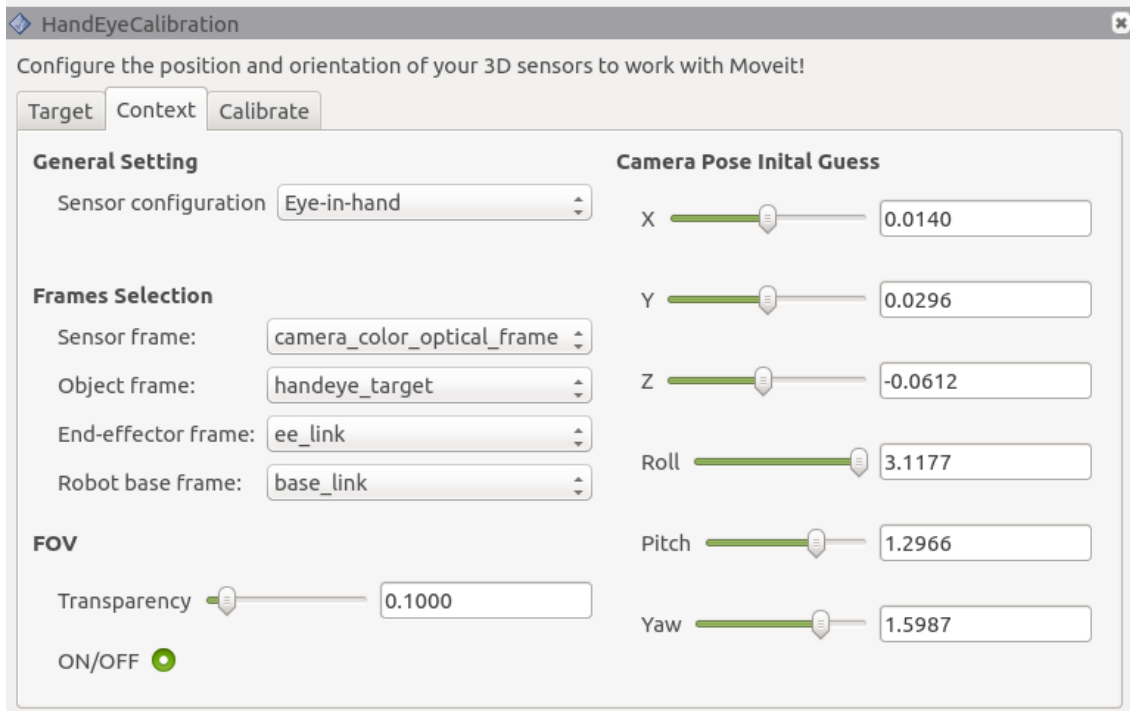 HandEyeCalibration
Configure the position and orientation of your 3D sensors to work with Moveit!
Target Context Calibrate
General Setting
Sensor configuration Eye-in-hand
Frames Selection
Sensor frame: camera_color_optical_frame
Object frame: handeye_target
End-effector frame: ee_link
Robot base frame: base_link
FOV
Transparency 0.1000
ON/OFF
Camera Pose Inital Guess
X 0.0140
Y 0.0296
Z -0.0612
Roll 3.1177
Pitch 1.2966
Yaw 1.5987